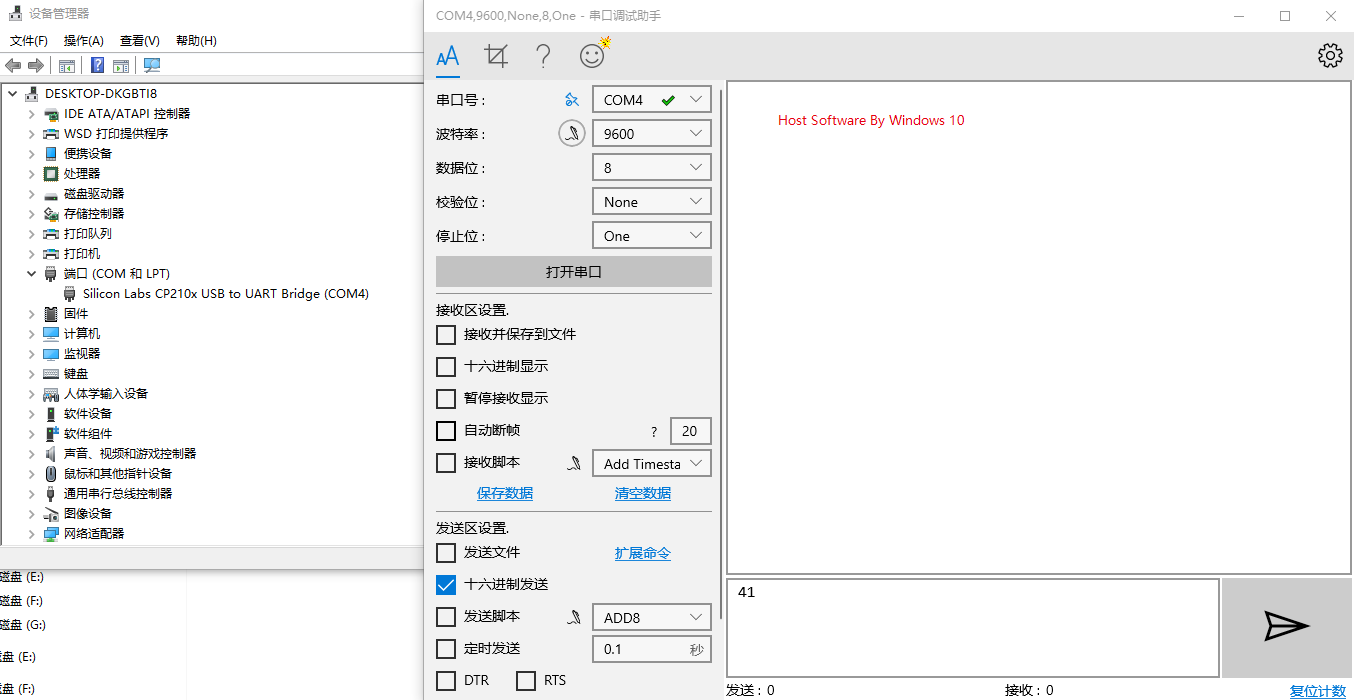 设备管理器
文件(F) 操作(A) 查看(V) 帮助(H)
DESKTOP-DKGBTI8
IDE ATA/ATAPI 控制器
WSD 打印提供程序
便携设备
处理器
磁盘驱动器
存储控制器
打印队列
打印机
端口 (COM 和 LPT)
Silicon Labs CP210x USB to UART Bridge (COM4)
固件
计算机
监视器
键盘
人体学输入设备
软件设备
软件组件
声音、视频和游戏控制器
鼠标和其他指针设备
通用串行总线控制器
图像设备
网络适配器
磁盘 (E:)
磁盘 (F:)
磁盘 (G:)
盘 (E:)
盘 (F:)
COM4,9600,None,8,One - 串口调试助手
串口号: COM4
波特率: 9600
数据位: 8
校验位: None
停止位: One
打开串口
接收区设置.
接收并保存到文件
十六进制显示
暂停接收显示
自动断帧 ? 20
接收脚本 Add Timesta
保存数据 清空数据
发送区设置.
发送文件 扩展命令
十六进制发送
发送脚本 ADD8
定时发送 0.1 秒
DTR RTS
Host Software By Windows 10
41
发送: 0 接收: 0 复位计数